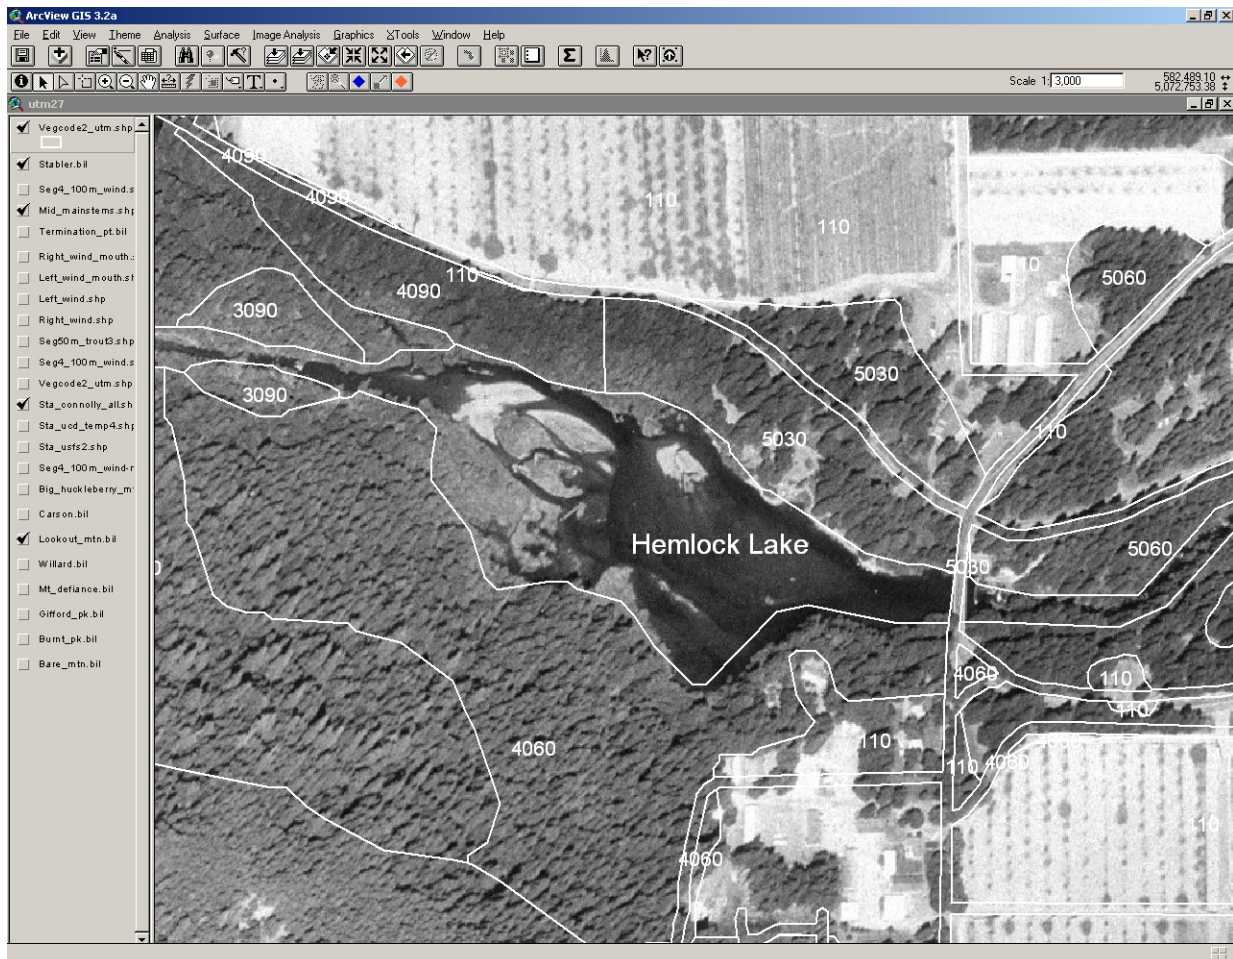 ArcView GIS 3.2a
File Edit View Theme Analysis Surface Image Analysis Graphics XTools Window Help
Scale 1: 3,000
582,489.10
5,072,753.38
utm27
Vegcode2_utm.shp
Stabler.bil
Seg4_100m_wind.s
Mid_mainstems.shp
Termination_pt.bil
Right_wind_mouth.
Left_wind_mouth.sh
Left_wind.shp
Right_wind.shp
Seg50m_trout3.shp
Seg4_100m_wind.s
Vegcode2_utm.shp
Sta_connolly_all.sh
Sta_ucd_temp4.shp
Sta_usfs2.shp
Seg4_100m_wind-r
Big_huckleberry_m
Carson.bil
Lookout_mtn.bil
Willard.bil
Mt_defiance.bil
Gifford_pk.bil
Burnt_pk.bil
Bare_mtn.bil
4090
4090
110
110
110
4090
10
5060
3090
3090
5030
5030
110
Hemlock Lake
5060
5030
4060
110
110
4060
110
110
4060
110
4060